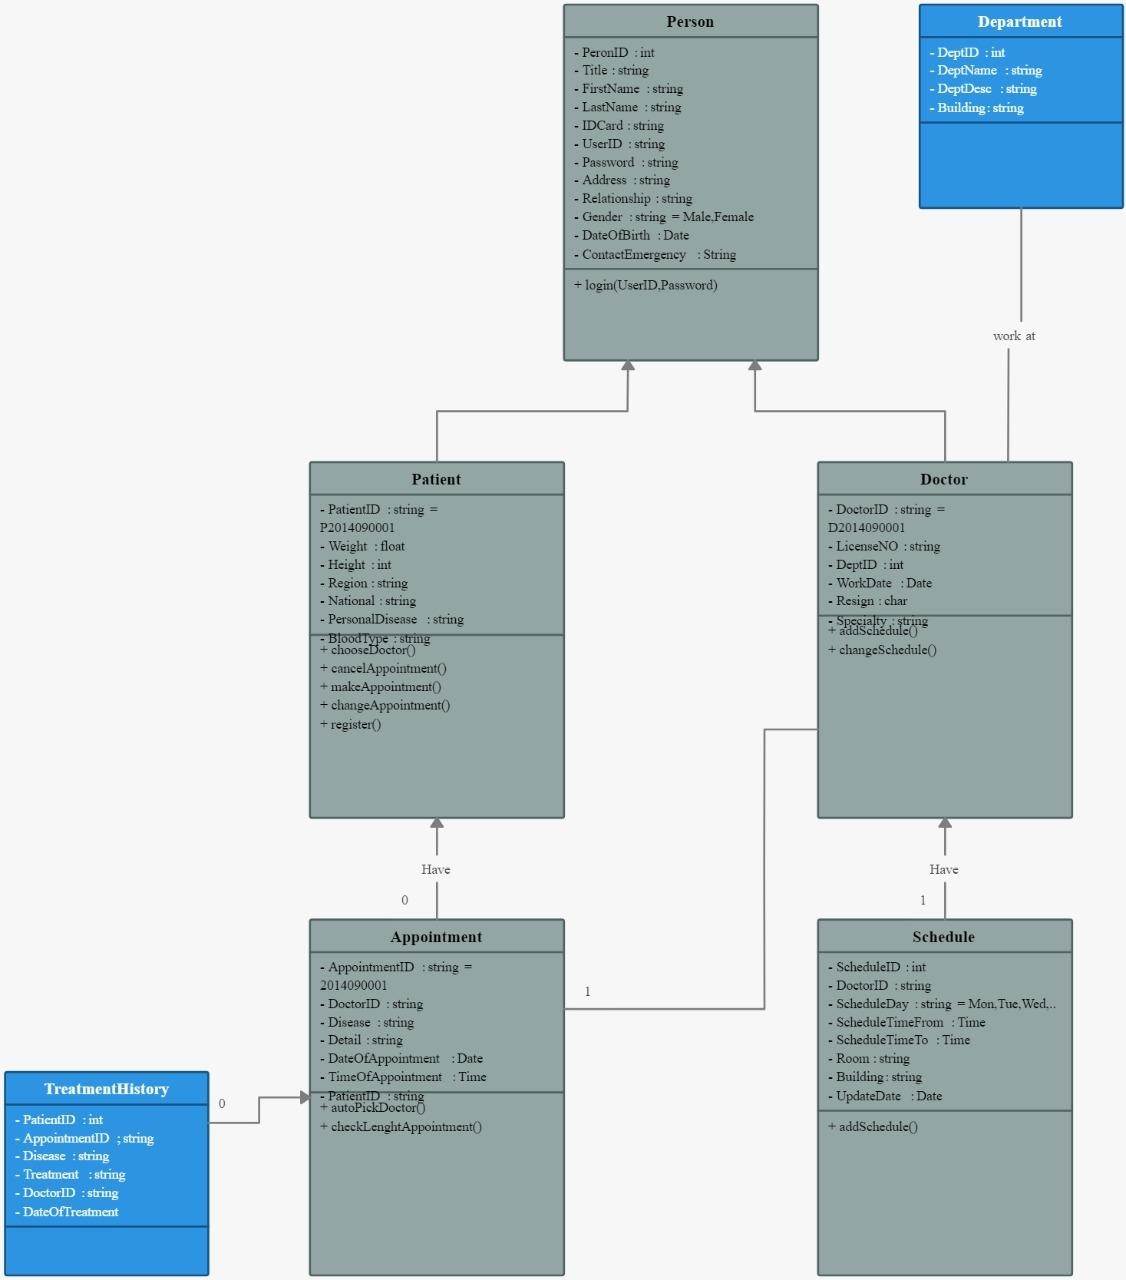 Person
- PeronID : int
- Title : string
- FirstName : string
- LastName : string
- IDCard : string
- UserID : string
- Password : string
- Address : string
- Relationship : string
- Gender : string = Male,Female
- DateOfBirth : Date
- ContactEmergency : String
+ login(UserID,Password)
Department
- DeptID : int
- DeptName : string
- DeptDesc : string
- Building : string
work at
Patient
- PatientID : string =
P2014090001
- Weight : float
- Height : int
- Region : string
- National : string
- PersonalDisease : string
- BloodType : string
+ chooseDoctor()
+ cancelAppointment()
+ makeAppointment()
+ changeAppointment()
+ register()
Doctor
- DoctorID : string =
D2014090001
- LicenseNO : string
- DeptID : int
- WorkDate : Date
- Resign : char
- Specialty : string
+ addSchedule()
+ changeSchedule()
Have
0
Have
1
Appointment
- AppointmentID : string =
2014090001
- DoctorID : string
- Disease : string
- Detail : string
- DateOfAppointment : Date
- TimeOfAppointment : Time
- PatientID : string
+ autoPickDoctor()
+ checkLenghtAppointment()
1
Schedule
- ScheduleID : int
- DoctorID : string
- ScheduleDay : string = Mon,Tue,Wed,..
- ScheduleTimeFrom : Time
- ScheduleTimeTo : Time
- Room : string
- Building : string
- UpdateDate : Date
+ addSchedule()
TreatmentHistory
- PatientID : int
- AppointmentID ; string
- Disease : string
- Treatment : string
- DoctorID : string
- DateOfTreatment
0